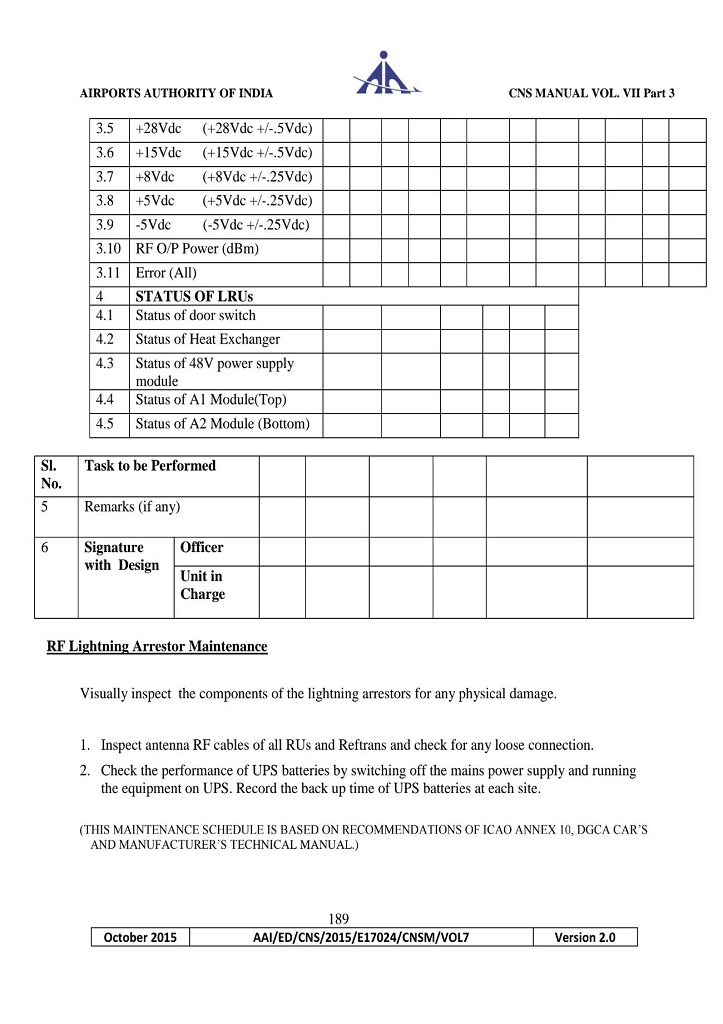 AIRPORTS AUTHORITY OF INDIA CNS MANUAL VOL. VII Part 3
3.5 +28Vdc (+28Vdc +/-.5Vdc)
3.6 +15Vdc (+15Vdc +/-.5Vdc)
3.7 +8Vdc (+8Vdc +/-.25Vdc)
3.8 +5Vdc (+5Vdc +/-.25Vdc)
3.9 -5Vdc (-5Vdc +/-.25Vdc)
3.10 RF O/P Power (dBm)
3.11 Error (All)
4 STATUS OF LRUs
4.1 Status of door switch
4.2 Status of Heat Exchanger
4.3 Status of 48V power supply
module
4.4 Status of A1 Module(Top)
4.5 Status of A2 Module (Bottom)
Sl. Task to be Performed
No.
5 Remarks (if any)
6 Signature Officer
with Design
Unit in
Charge
RF Lightning Arrestor Maintenance
Visually inspect the components of the lightning arrestors for any physical damage.
1. Inspect antenna RF cables of all RUs and Reftrans and check for any loose connection.
2. Check the performance of UPS batteries by switching off the mains power supply and running
the equipment on UPS. Record the back up time of UPS batteries at each site.
(THIS MAINTENANCE SCHEDULE IS BASED ON RECOMMENDATIONS OF ICAO ANNEX 10, DGCA CAR'S
AND MANUFACTURER'S TECHNICAL MANUAL.)
189
October 2015 AAI/ED/CNS/2015/E17024/CNSM/VOL7 Version 2.0